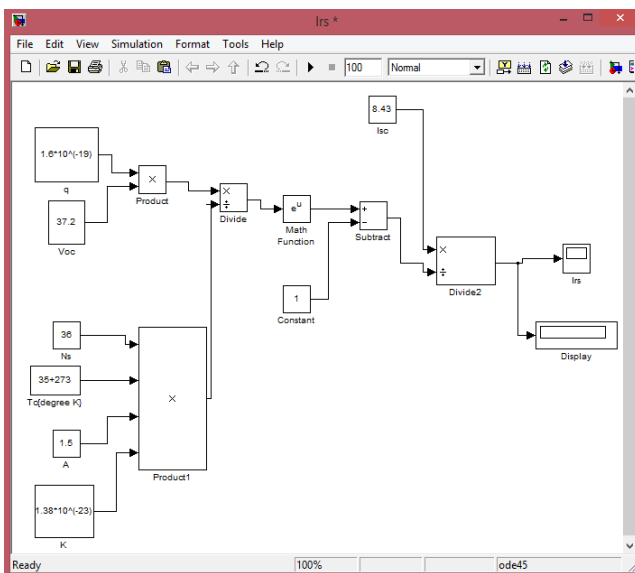 Irs *
File Edit View Simulation Format Tools Help
100
Normal
8.43
Isc
1.6*10^(-19)
q
×
Product
37.2
Voc
×
÷
Divide
e^u
Math
Function
+
−
Subtract
×
÷
Divide2
Irs
1
Constant
Display
36
Ns
35+273
Tc(degree K)
×
1.5
A
Product1
1.38*10^(-23)
K
Ready
100%
ode45